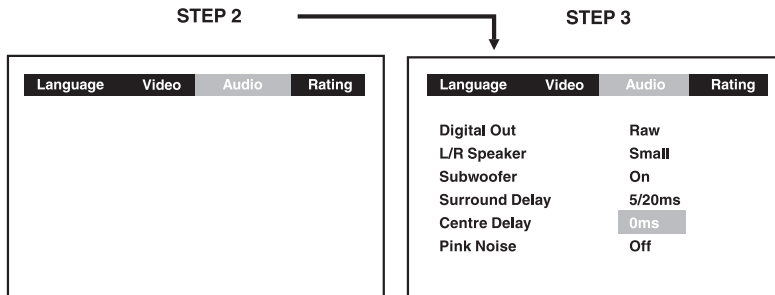 STEP 2
STEP 3
Language Video Audio Rating
Language Video Audio Rating
Digital Out Raw
L/R Speaker Small
Subwoofer On
Surround Delay 5/20ms
Centre Delay 0ms
Pink Noise Off